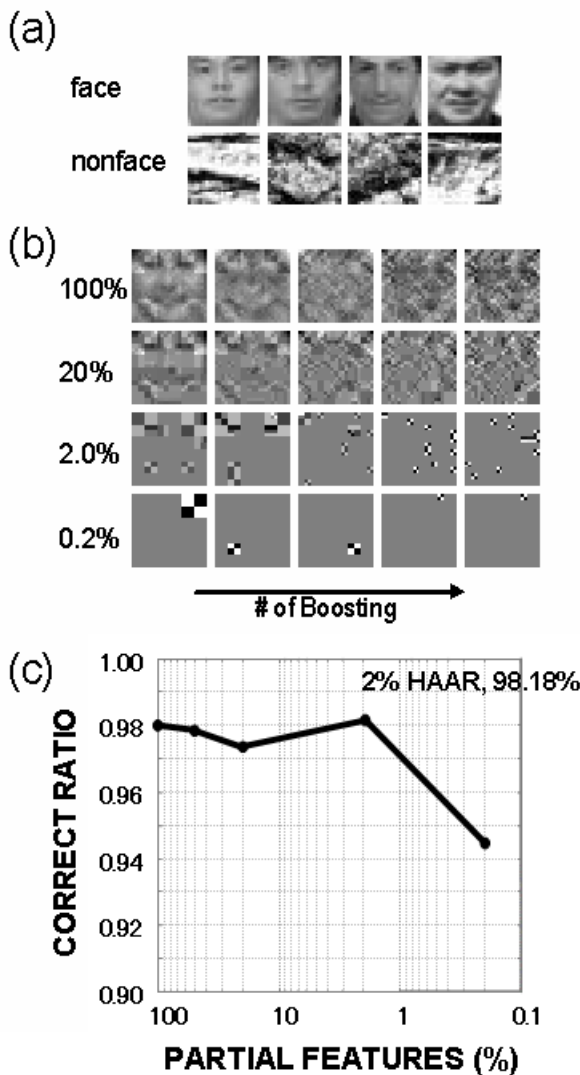 (a)
face
nonface
(b)
100%
20%
2.0%
0.2%
# of Boosting
(c)
1.00
2% HAAR, 98.18%
0.98
0.96
0.94
0.92
0.90
CORRECT RATIO
100 10 1 0.1
PARTIAL FEATURES (%)